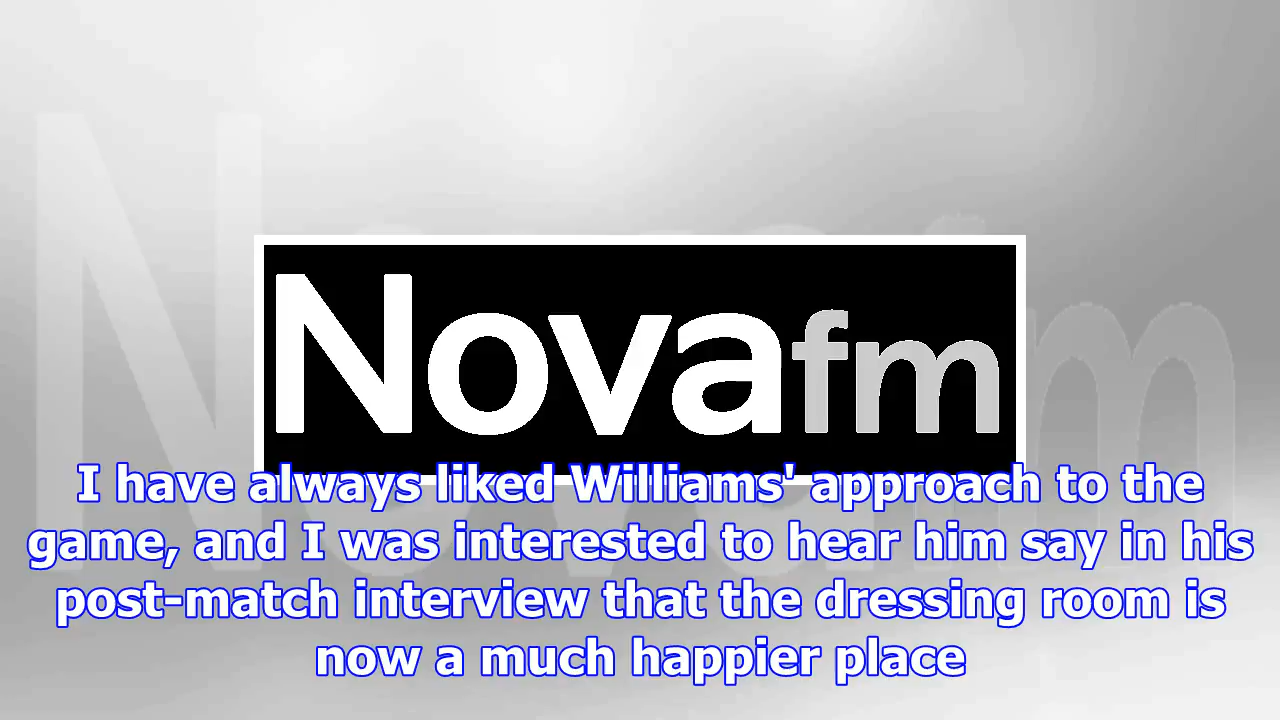 Novafm
I have always liked Williams' approach to the
game, and I was interested to hear him say in his
post-match interview that the dressing room is
now a much happier place